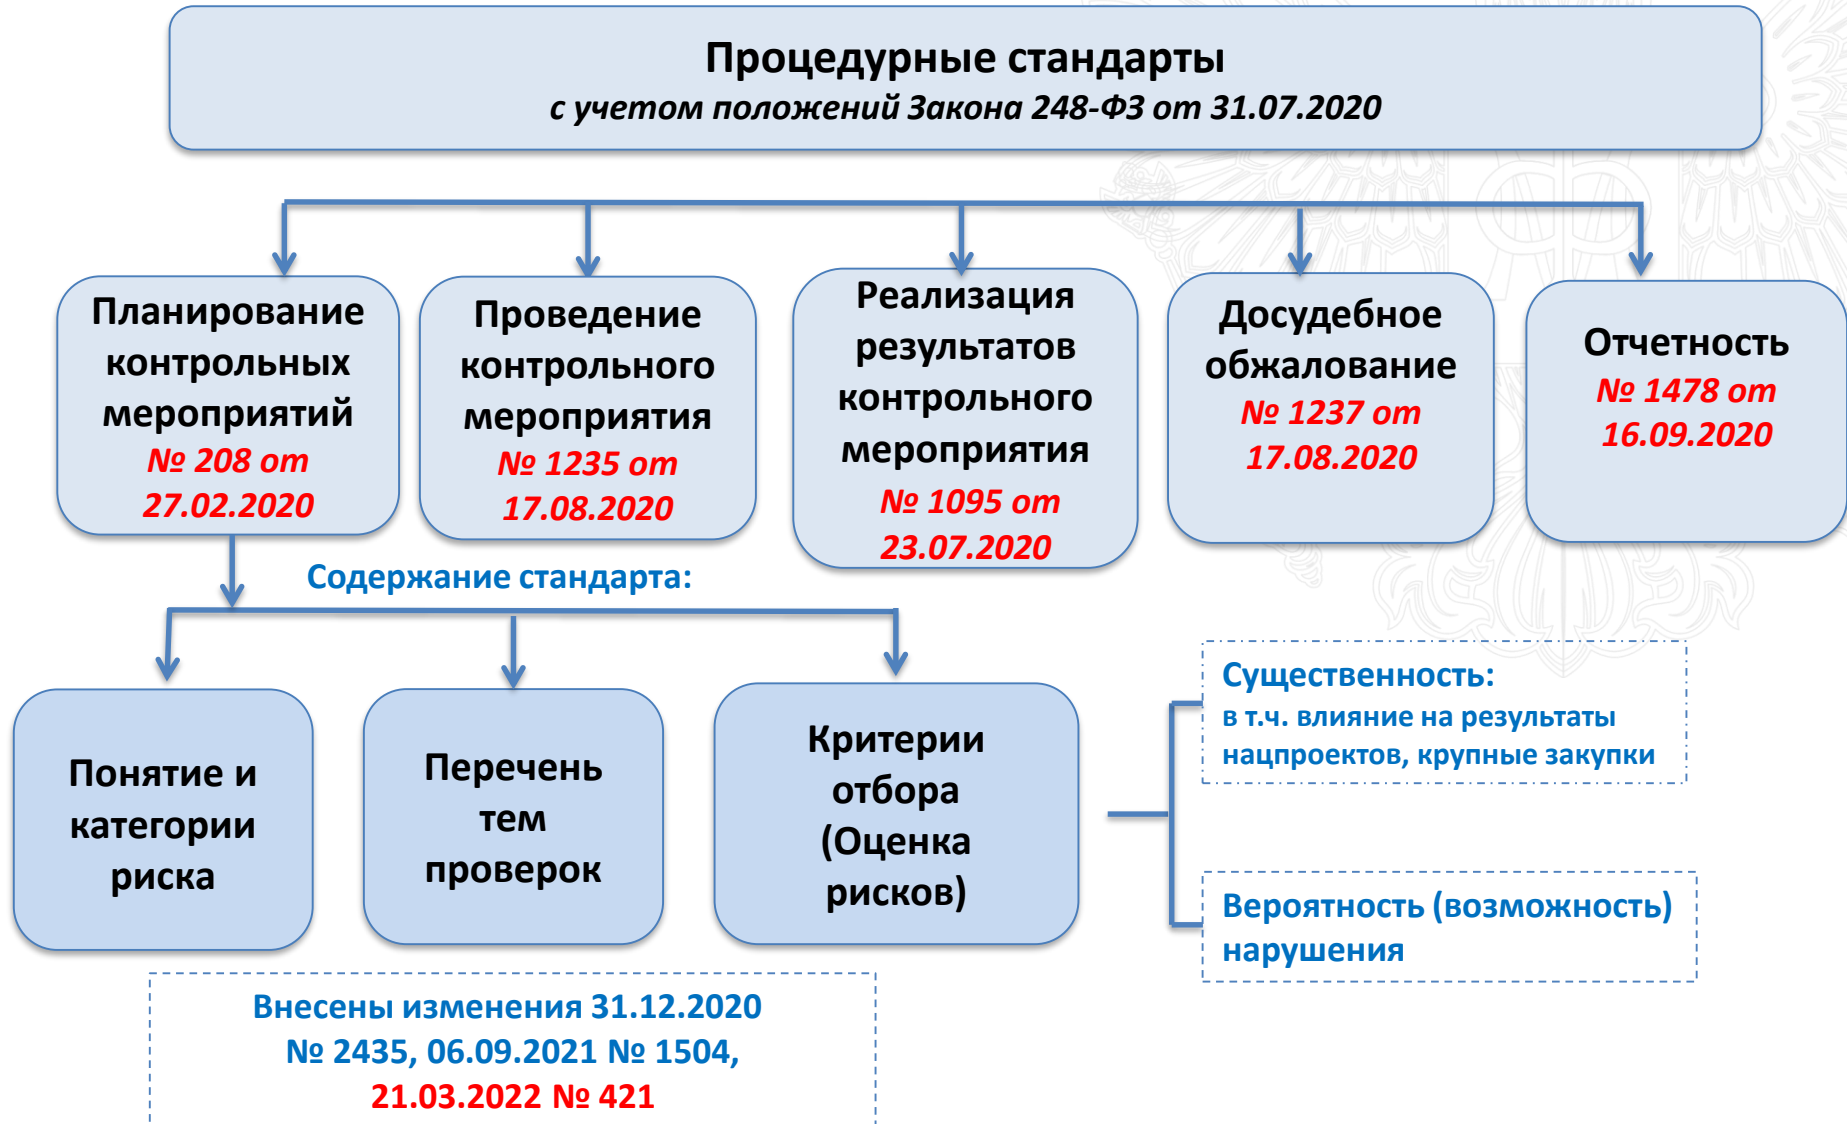 Процедурные стандарты
с учетом положений Закона 248-ФЗ от 31.07.2020
Планирование
контрольных
мероприятий
№ 208 от
27.02.2020
Проведение
контрольного
мероприятия
№ 1235 от
17.08.2020
Реализация
результатов
контрольного
мероприятия
№ 1095 от
23.07.2020
Досудебное
обжалование
№ 1237 от
17.08.2020
Отчетность
№ 1478 от
16.09.2020
Содержание стандарта:
Понятие и
категории
риска
Перечень
тем
проверок
Критерии
отбора
(Оценка
рисков)
Существенность:
в т.ч. влияние на результаты
нацпроектов, крупные закупки
Вероятность (возможность)
нарушения
Внесены изменения 31.12.2020
№ 2435, 06.09.2021 № 1504,
21.03.2022 № 421